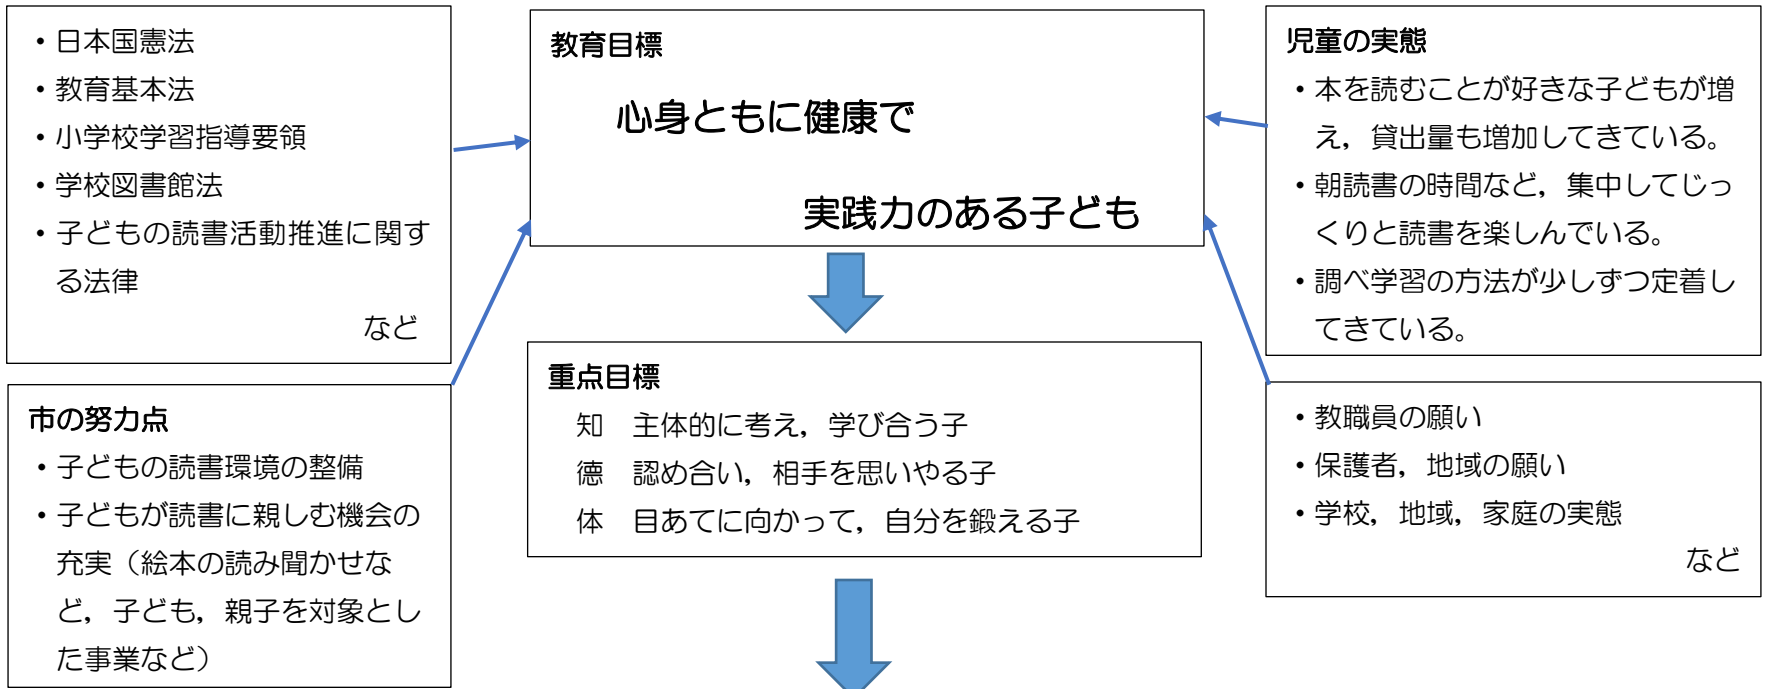 ・日本国憲法
・教育基本法
・小学校学習指導要領
・学校図書館法
・子どもの読書活動推進に関す
る法律
など
市の努力点
・子どもの読書環境の整備
・子どもが読書に親しむ機会の
充実（絵本の読み聞かせな
ど，子ども，親子を対象とし
た事業など）
教育目標
心身ともに健康で
実践力のある子ども
重点目標
知　主体的に考え，学び合う子
徳　認め合い，相手を思いやる子
体　目あてに向かって，自分を鍛える子
児童の実態
・本を読むことが好きな子どもが増
え，貸出量も増加してきている。
・朝読書の時間など，集中してじっ
くりと読書を楽しんでいる。
・調べ学習の方法が少しずつ定着し
てきている。
・教職員の願い
・保護者，地域の願い
・学校，地域，家庭の実態
など